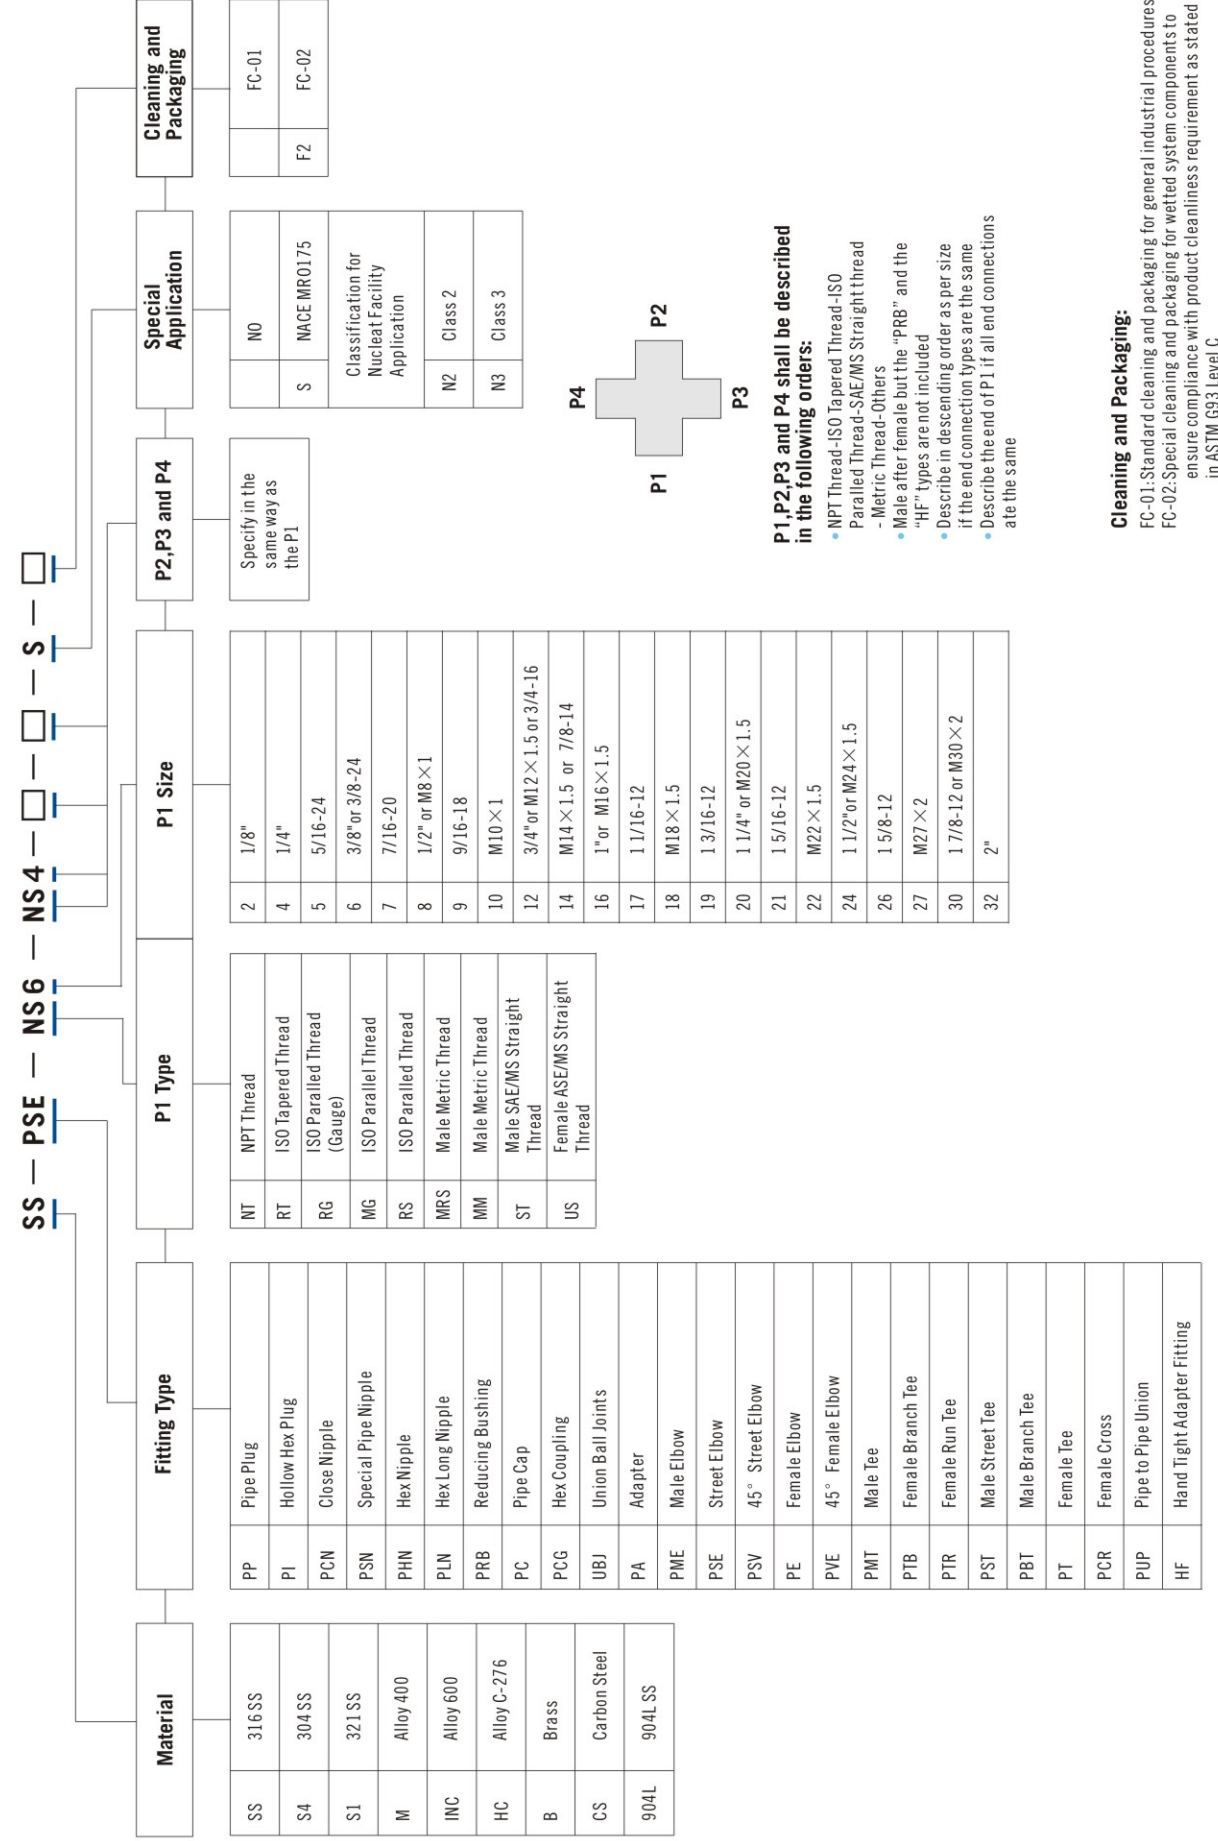 SS — PSE — NS6 — NS4 — □ — □ — S — □
Material
SS 316 SS
S4 304 SS
S1 321 SS
M Alloy 400
INC Alloy 600
HC Alloy C-276
B Brass
CS Carbon Steel
904L 904L SS
Fitting Type
PP Pipe Plug
PI Hollow Hex Plug
PCN Close Nipple
PSN Special Pipe Nipple
PHN Hex Nipple
PLN Hex Long Nipple
PRB Reducing Bushing
PC Pipe Cap
PCG Hex Coupling
UBJ Union Ball Joints
PA Adapter
PME Male Elbow
PSE Street Elbow
PSV 45° Street Elbow
PE Female Elbow
PVE 45° Female Elbow
PMT Male Tee
PTB Female Branch Tee
PTR Female Run Tee
PST Male Street Tee
PBT Male Branch Tee
PT Female Tee
PCR Female Cross
PUP Pipe to Pipe Union
HF Hand Tight Adapter Fitting
P1 Type
NT NPT Thread
RT ISO Tapered Thread
RG ISO Paralled Thread
(Gauge)
MG ISO Parallel Thread
RS ISO Paralled Thread
MRS Male Metric Thread
MM Male Metric Thread
ST Male SAE/MS Straight
Thread
US Female ASE/MS Straight
Thread
P1 Size
2 1/8"
4 1/4"
5 5/16-24
6 3/8"or 3/8-24
7 7/16-20
8 1/2" or M8×1
9 9/16-18
10 M10×1
12 3/4"or M12×1.5 or 3/4-16
14 M14×1.5 or 7/8-14
16 1"or M16×1.5
17 1 1/16-12
18 M18×1.5
19 1 3/16-12
20 1 1/4" or M20×1.5
21 1 5/16-12
22 M22×1.5
24 1 1/2"or M24×1.5
26 1 5/8-12
27 M27×2
30 1 7/8-12 or M30×2
32 2"
P2,P3 and P4
Specify in the
same way as
the P1
Special
Application
NO
S NACE MR0175
Classification for
Nucleat Facility
Application
N2 Class 2
N3 Class 3
Cleaning and
Packaging
FC-01
F2 FC-02
P4
P1
P2
P3
P1,P2,P3 and P4 shall be described
in the following orders:
• NPT Thread-ISO Tapered Thread-ISO
Paralled Thread-SAE/MS Straight thread
- Metric Thread-Others
• Male after female but the “PRB” and the
“HF” types are not included
• Describe in descending order as per size
if the end connection types are the same
• Describe the end of P1 if all end connections
ate the same
Cleaning and Packaging:
FC-01:Standard cleaning and packaging for general industrial procedures
FC-02:Special cleaning and packaging for wetted system components to
ensure compliance with product cleanliness requirement as stated
in ASTM G93 Level C